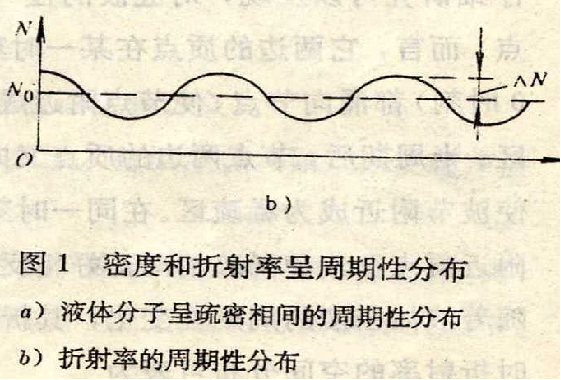 N
N₀
ΔN
O
b)
图 1 密度和折射率呈周期性分布
a) 液体分子呈疏密相间的周期性分布
b) 折射率的周期性分布